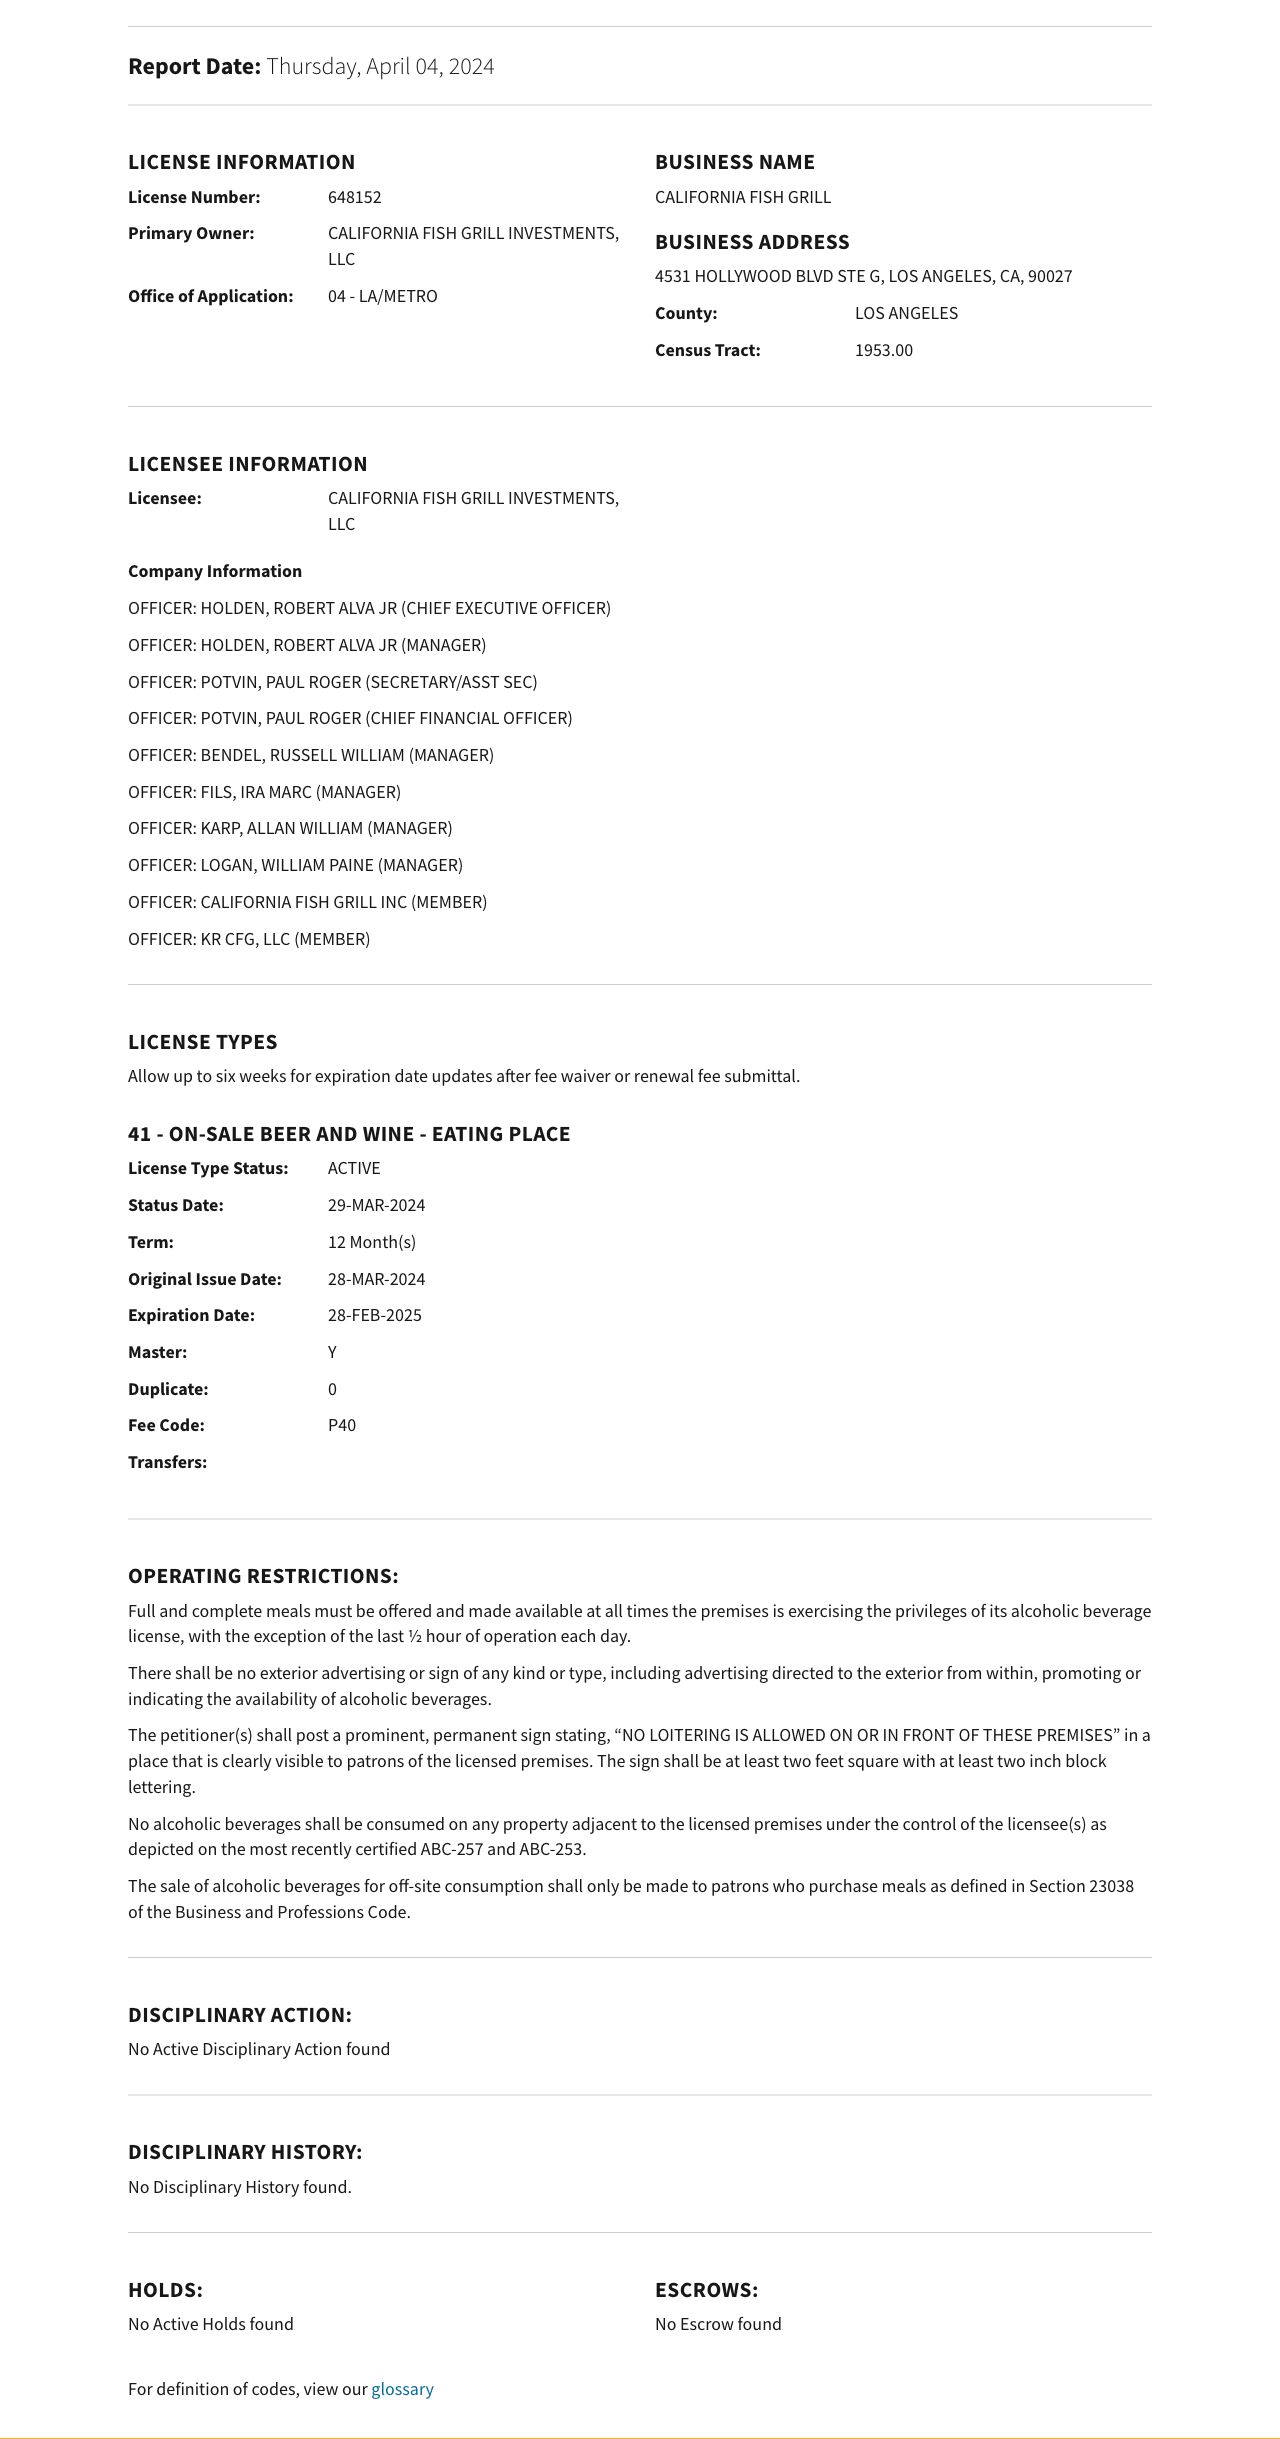 Report Date: Thursday, April 04, 2024
LICENSE INFORMATION
License Number: 648152
Primary Owner: CALIFORNIA FISH GRILL INVESTMENTS,
LLC
Office of Application: 04 - LA/METRO
BUSINESS NAME
CALIFORNIA FISH GRILL
BUSINESS ADDRESS
4531 HOLLYWOOD BLVD STE G, LOS ANGELES, CA, 90027
County: LOS ANGELES
Census Tract: 1953.00
LICENSEE INFORMATION
Licensee: CALIFORNIA FISH GRILL INVESTMENTS,
LLC
Company Information
OFFICER: HOLDEN, ROBERT ALVA JR (CHIEF EXECUTIVE OFFICER)
OFFICER: HOLDEN, ROBERT ALVA JR (MANAGER)
OFFICER: POTVIN, PAUL ROGER (SECRETARY/ASST SEC)
OFFICER: POTVIN, PAUL ROGER (CHIEF FINANCIAL OFFICER)
OFFICER: BENDEL, RUSSELL WILLIAM (MANAGER)
OFFICER: FILS, IRA MARC (MANAGER)
OFFICER: KARP, ALLAN WILLIAM (MANAGER)
OFFICER: LOGAN, WILLIAM PAINE (MANAGER)
OFFICER: CALIFORNIA FISH GRILL INC (MEMBER)
OFFICER: KR CFG, LLC (MEMBER)
LICENSE TYPES
Allow up to six weeks for expiration date updates after fee waiver or renewal fee submittal.
41 - ON-SALE BEER AND WINE - EATING PLACE
License Type Status: ACTIVE
Status Date: 29-MAR-2024
Term: 12 Month(s)
Original Issue Date: 28-MAR-2024
Expiration Date: 28-FEB-2025
Master: Y
Duplicate: 0
Fee Code: P40
Transfers:
OPERATING RESTRICTIONS:
Full and complete meals must be offered and made available at all times the premises is exercising the privileges of its alcoholic beverage
license, with the exception of the last ½ hour of operation each day.
There shall be no exterior advertising or sign of any kind or type, including advertising directed to the exterior from within, promoting or
indicating the availability of alcoholic beverages.
The petitioner(s) shall post a prominent, permanent sign stating, “NO LOITERING IS ALLOWED ON OR IN FRONT OF THESE PREMISES” in a
place that is clearly visible to patrons of the licensed premises. The sign shall be at least two feet square with at least two inch block
lettering.
No alcoholic beverages shall be consumed on any property adjacent to the licensed premises under the control of the licensee(s) as
depicted on the most recently certified ABC-257 and ABC-253.
The sale of alcoholic beverages for off-site consumption shall only be made to patrons who purchase meals as defined in Section 23038
of the Business and Professions Code.
DISCIPLINARY ACTION:
No Active Disciplinary Action found
DISCIPLINARY HISTORY:
No Disciplinary History found.
HOLDS:
No Active Holds found
ESCROWS:
No Escrow found
For definition of codes, view our glossary